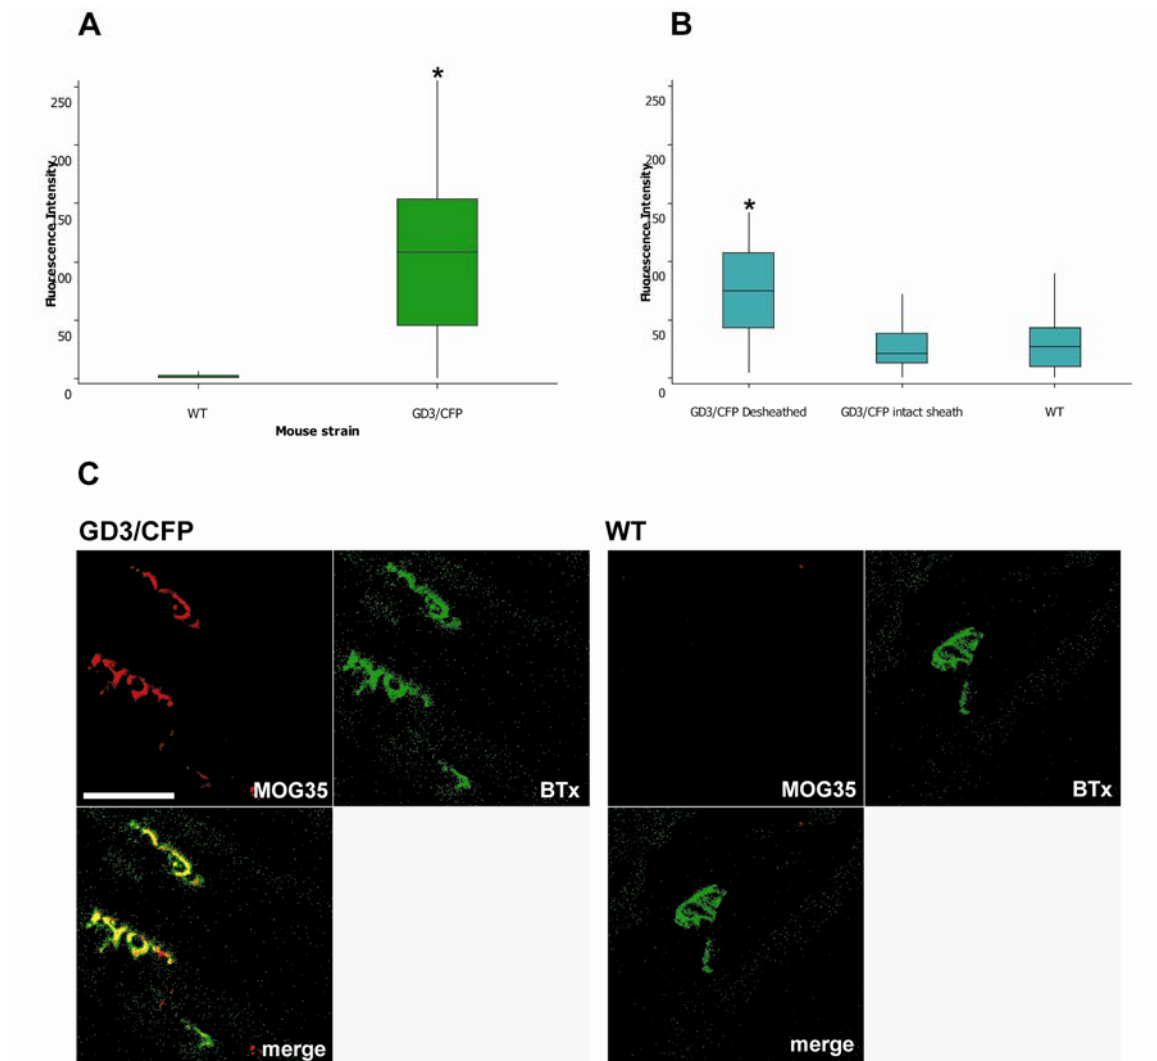 A
B
*
250
200
150
100
50
0
Fluorescence Intensity
WT
GD3/CFP
Mouse strain
*
250
200
150
100
50
0
Fluorescence Intensity
GD3/CFP Desheathed
GD3/CFP intact sheath
WT
C
GD3/CFP
WT
MOG35
BTx
MOG35
BTx
merge
merge